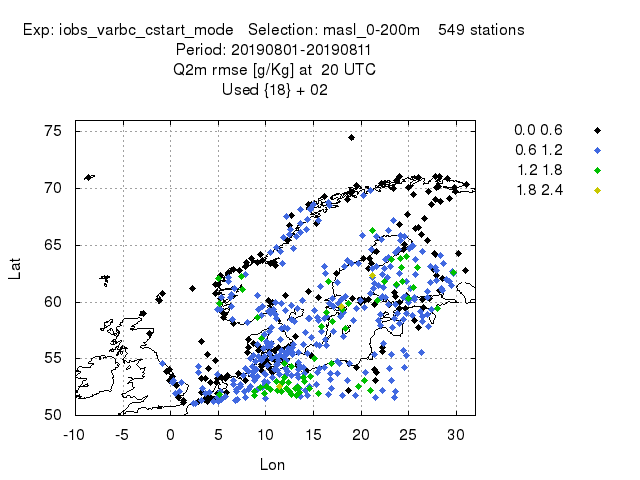 Exp: iobs_varbc_cstart_mode   Selection: masl_0-200m    549 stations
Period: 20190801-20190811
Q2m rmse [g/Kg] at  20 UTC
Used {18} + 02
0.0 0.6
0.6 1.2
1.2 1.8
1.8 2.4
75
70
65
60
55
50
Lat
-10 -5 0 5 10 15 20 25 30
Lon